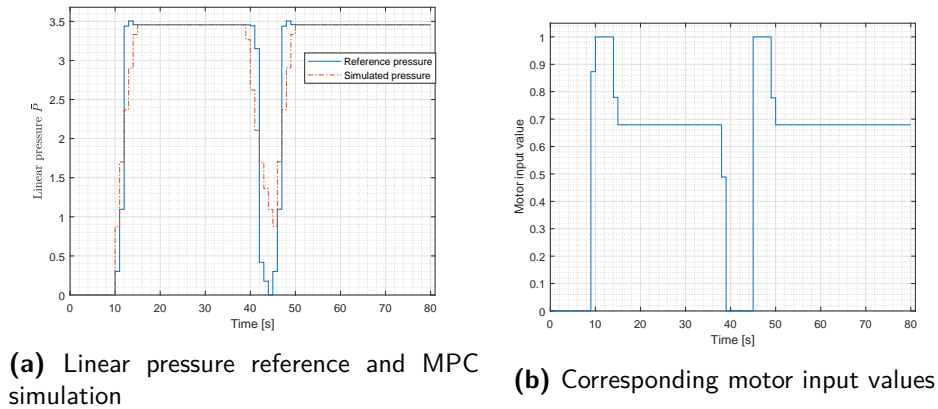 3.5
3
2.5
2
1.5
1
0.5
0
Linear pressure P̄
Reference pressure
Simulated pressure
0 10 20 30 40 50 60 70 80
Time [s]
(a) Linear pressure reference and MPC
simulation
1
0.9
0.8
0.7
0.6
0.5
0.4
0.3
0.2
0.1
0
Motor input value
0 10 20 30 40 50 60 70 80
Time [s]
(b) Corresponding motor input values